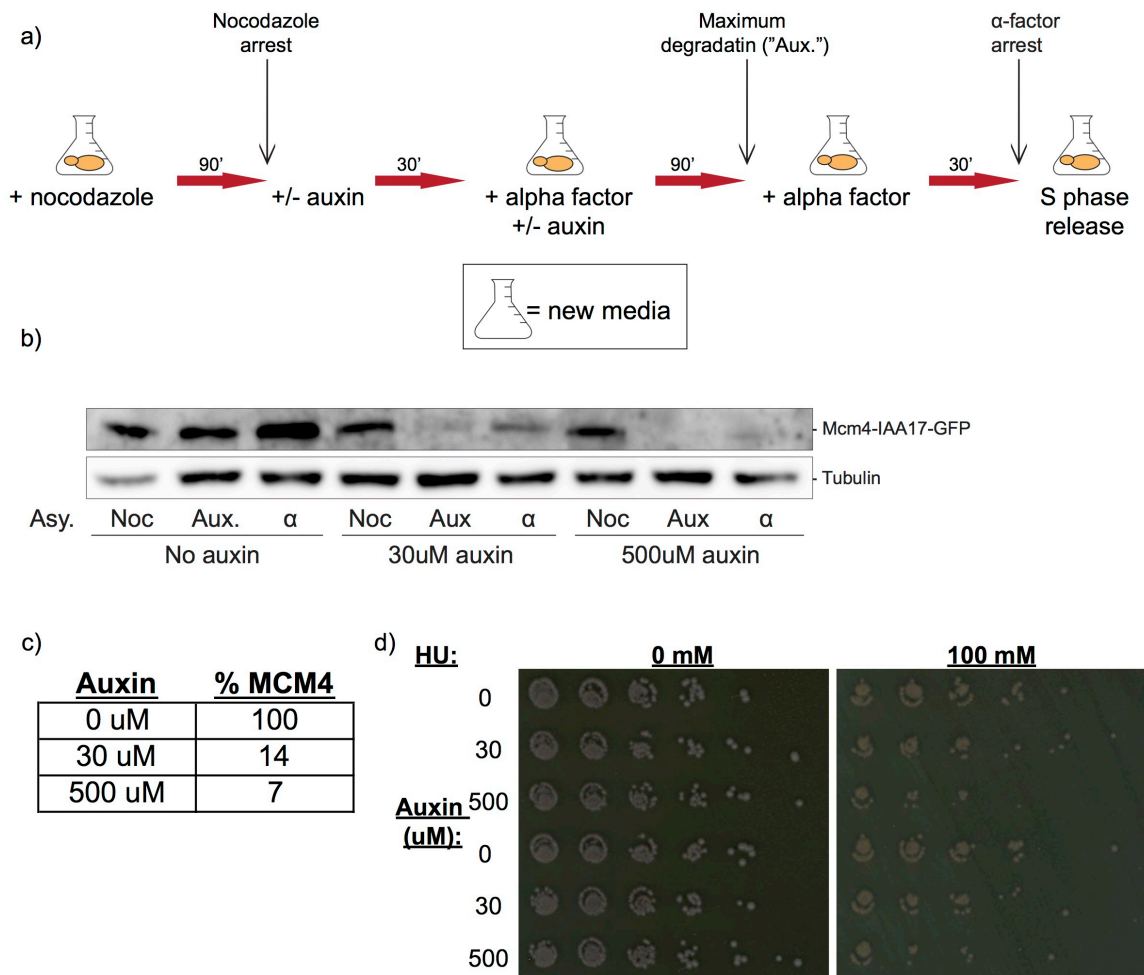 a)
Nocodazole
arrest
Maximum
degradatin ("Aux.")
α-factor
arrest
90’
30’
90’
30’
+ nocodazole
+/- auxin
+ alpha factor
+/- auxin
+ alpha factor
S phase
release
= new media
b)
Mcm4-IAA17-GFP
Tubulin
Asy. Noc Aux. α Noc Aux α Noc Aux α
No auxin 30uM auxin 500uM auxin
c)
Auxin % MCM4
0 uM 100
30 uM 14
500 uM 7
d)
HU: 0 mM 100 mM
Auxin
(uM):
0
30
500
0
30
500